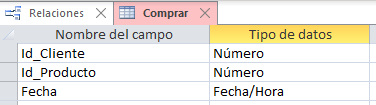 Relaciones Comprar
Nombre del campo Tipo de datos
Id_Cliente Número
Id_Producto Número
Fecha Fecha/Hora